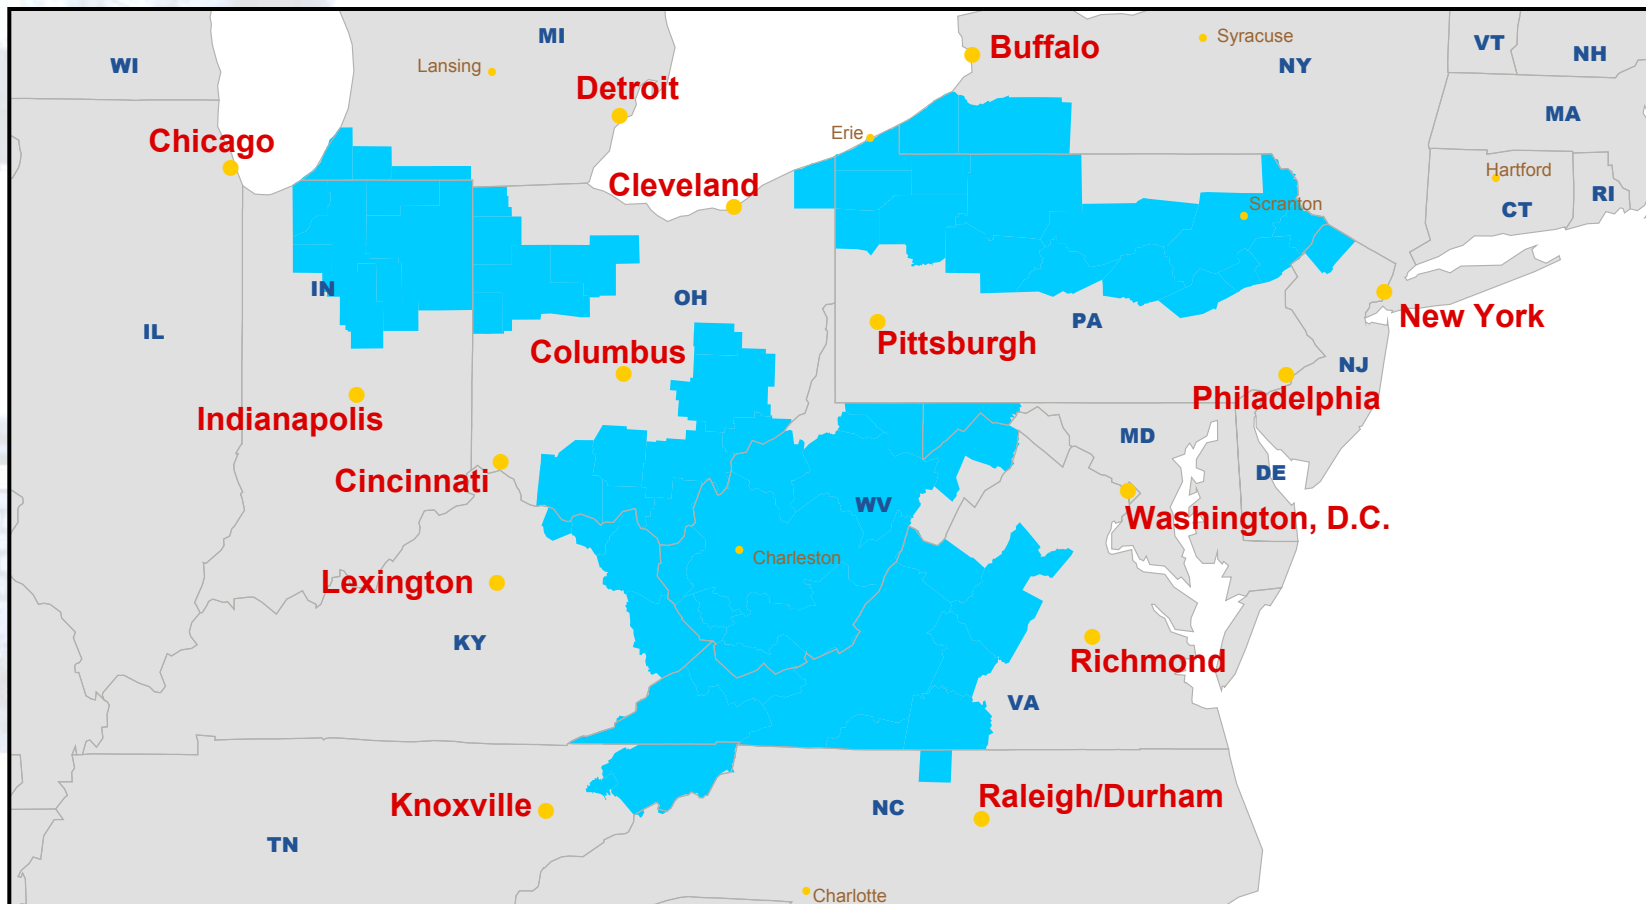 MI
Buffalo
Syracuse
VT
NH
WI
Lansing
NY
Detroit
MA
Chicago
Erie
Hartford
Cleveland
Scranton
CT
RI
IN
OH
IL
PA
New York
Pittsburgh
Columbus
NJ
Indianapolis
Philadelphia
MD
Cincinnati
DE
WV
Washington, D.C.
Charleston
Lexington
KY
Richmond
VA
Knoxville
Raleigh/Durham
NC
TN
Charlotte